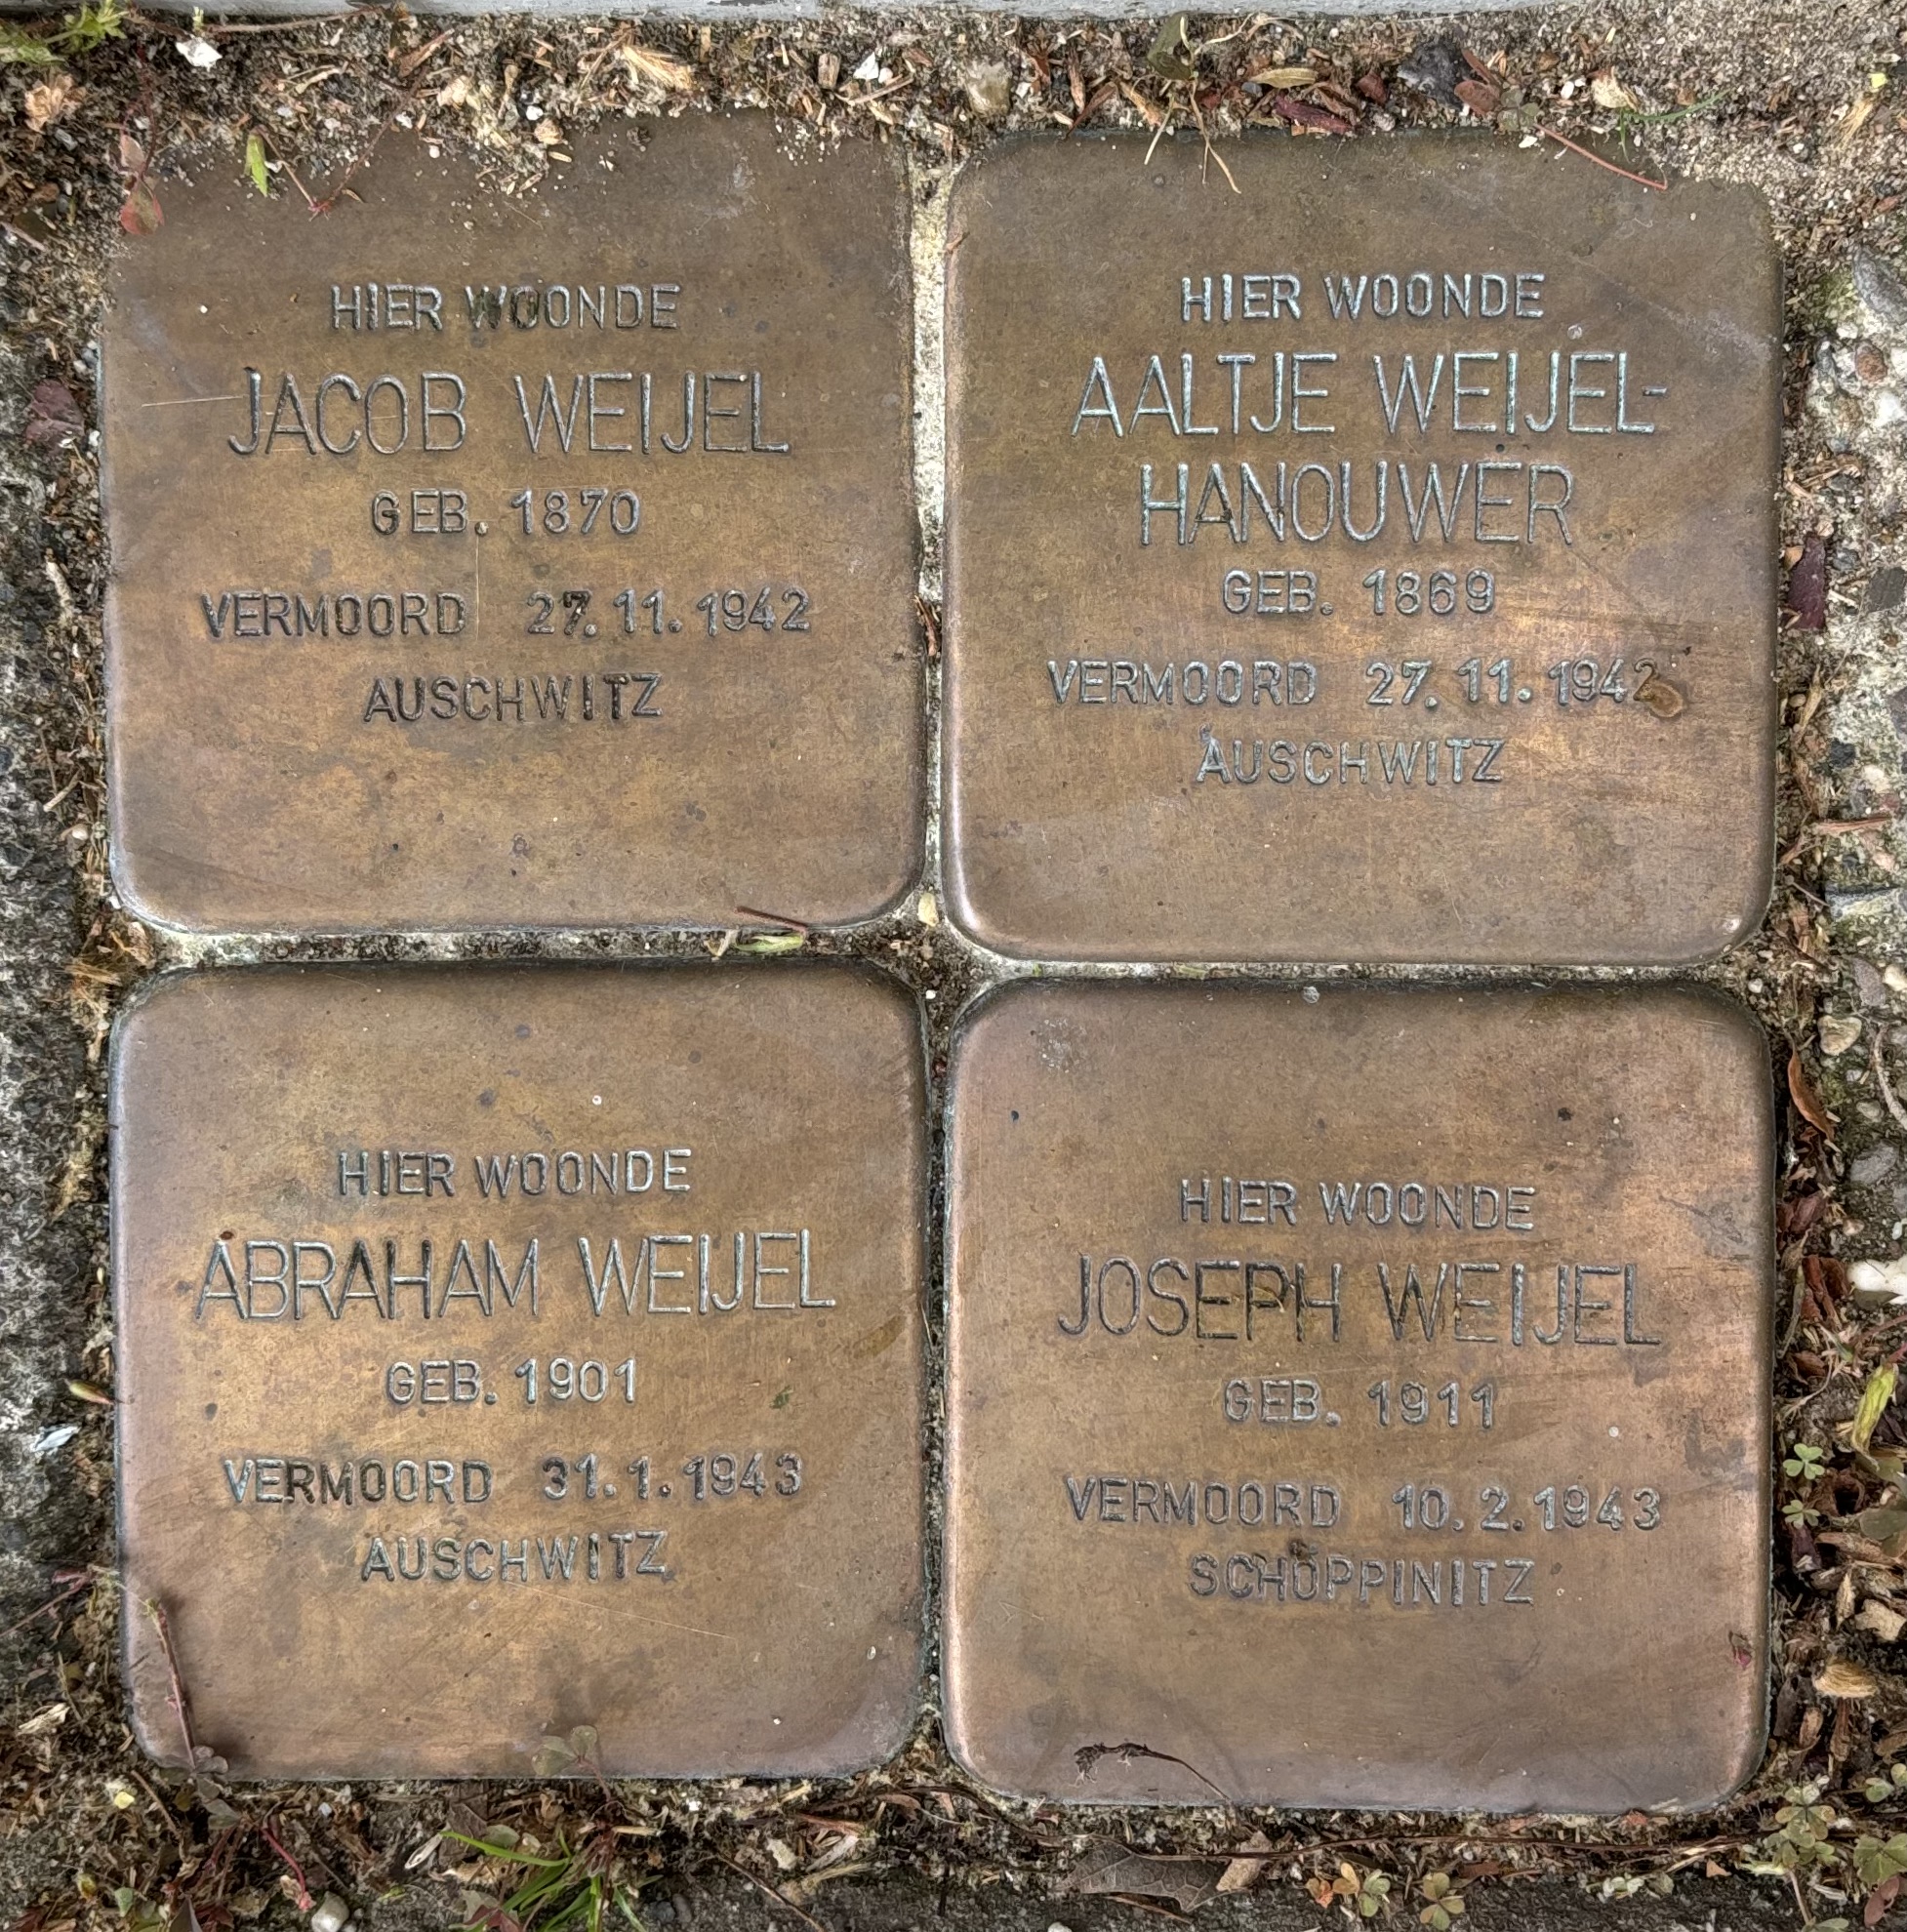 HIER WOONDE
JACOB WEIJEL
GEB. 1870
VERMOORD 27.11.1942
AUSCHWITZ
HIER WOONDE
AALTJE WEIJEL-
HANOUWER
GEB. 1869
VERMOORD 27.11.1942
AUSCHWITZ
HIER WOONDE
ABRAHAM WEIJEL
GEB. 1901
VERMOORD 31.1.1943
AUSCHWITZ
HIER WOONDE
JOSEPH WEIJEL
GEB. 1911
VERMOORD 10.2.1943
SCHÖPPINITZ